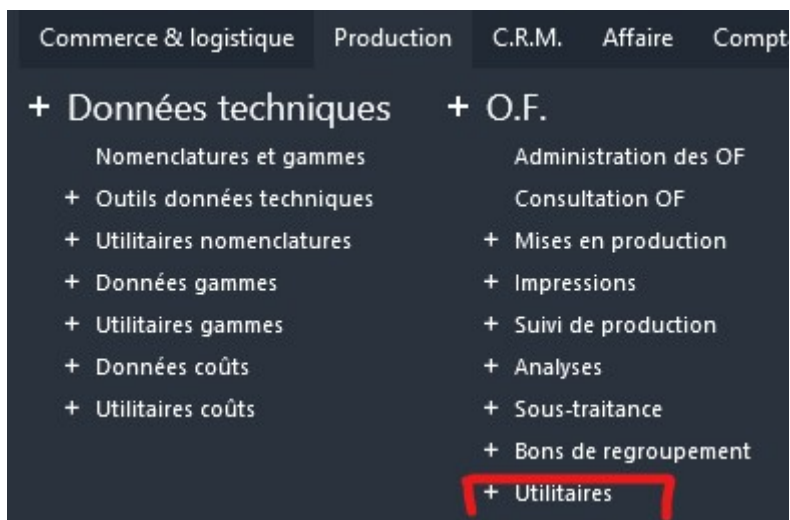 Commerce & logistique Production C.R.M. Affaire Compta
+ Données techniques
Nomenclatures et gammes
+ Outils données techniques
+ Utilitaires nomenclatures
+ Données gammes
+ Utilitaires gammes
+ Données coûts
+ Utilitaires coûts
+ O.F.
Administration des OF
Consultation OF
+ Mises en production
+ Impressions
+ Suivi de production
+ Analyses
+ Sous-traitance
+ Bons de regroupement
+ Utilitaires